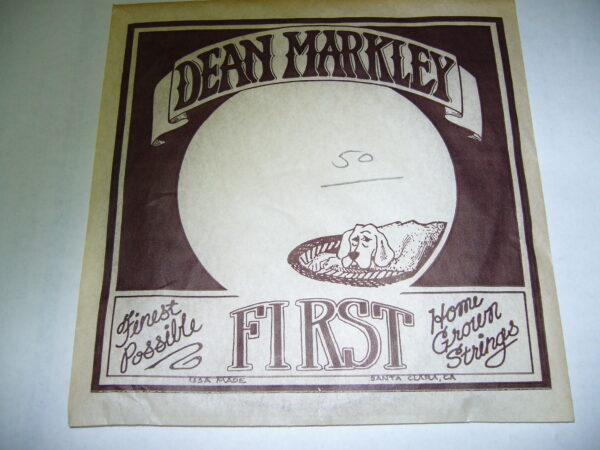 DEAN MARKLEY
50
Finest
Possible
FIRST
Home
Grown
Strings
USA MADE
SANTA CLARA, CA